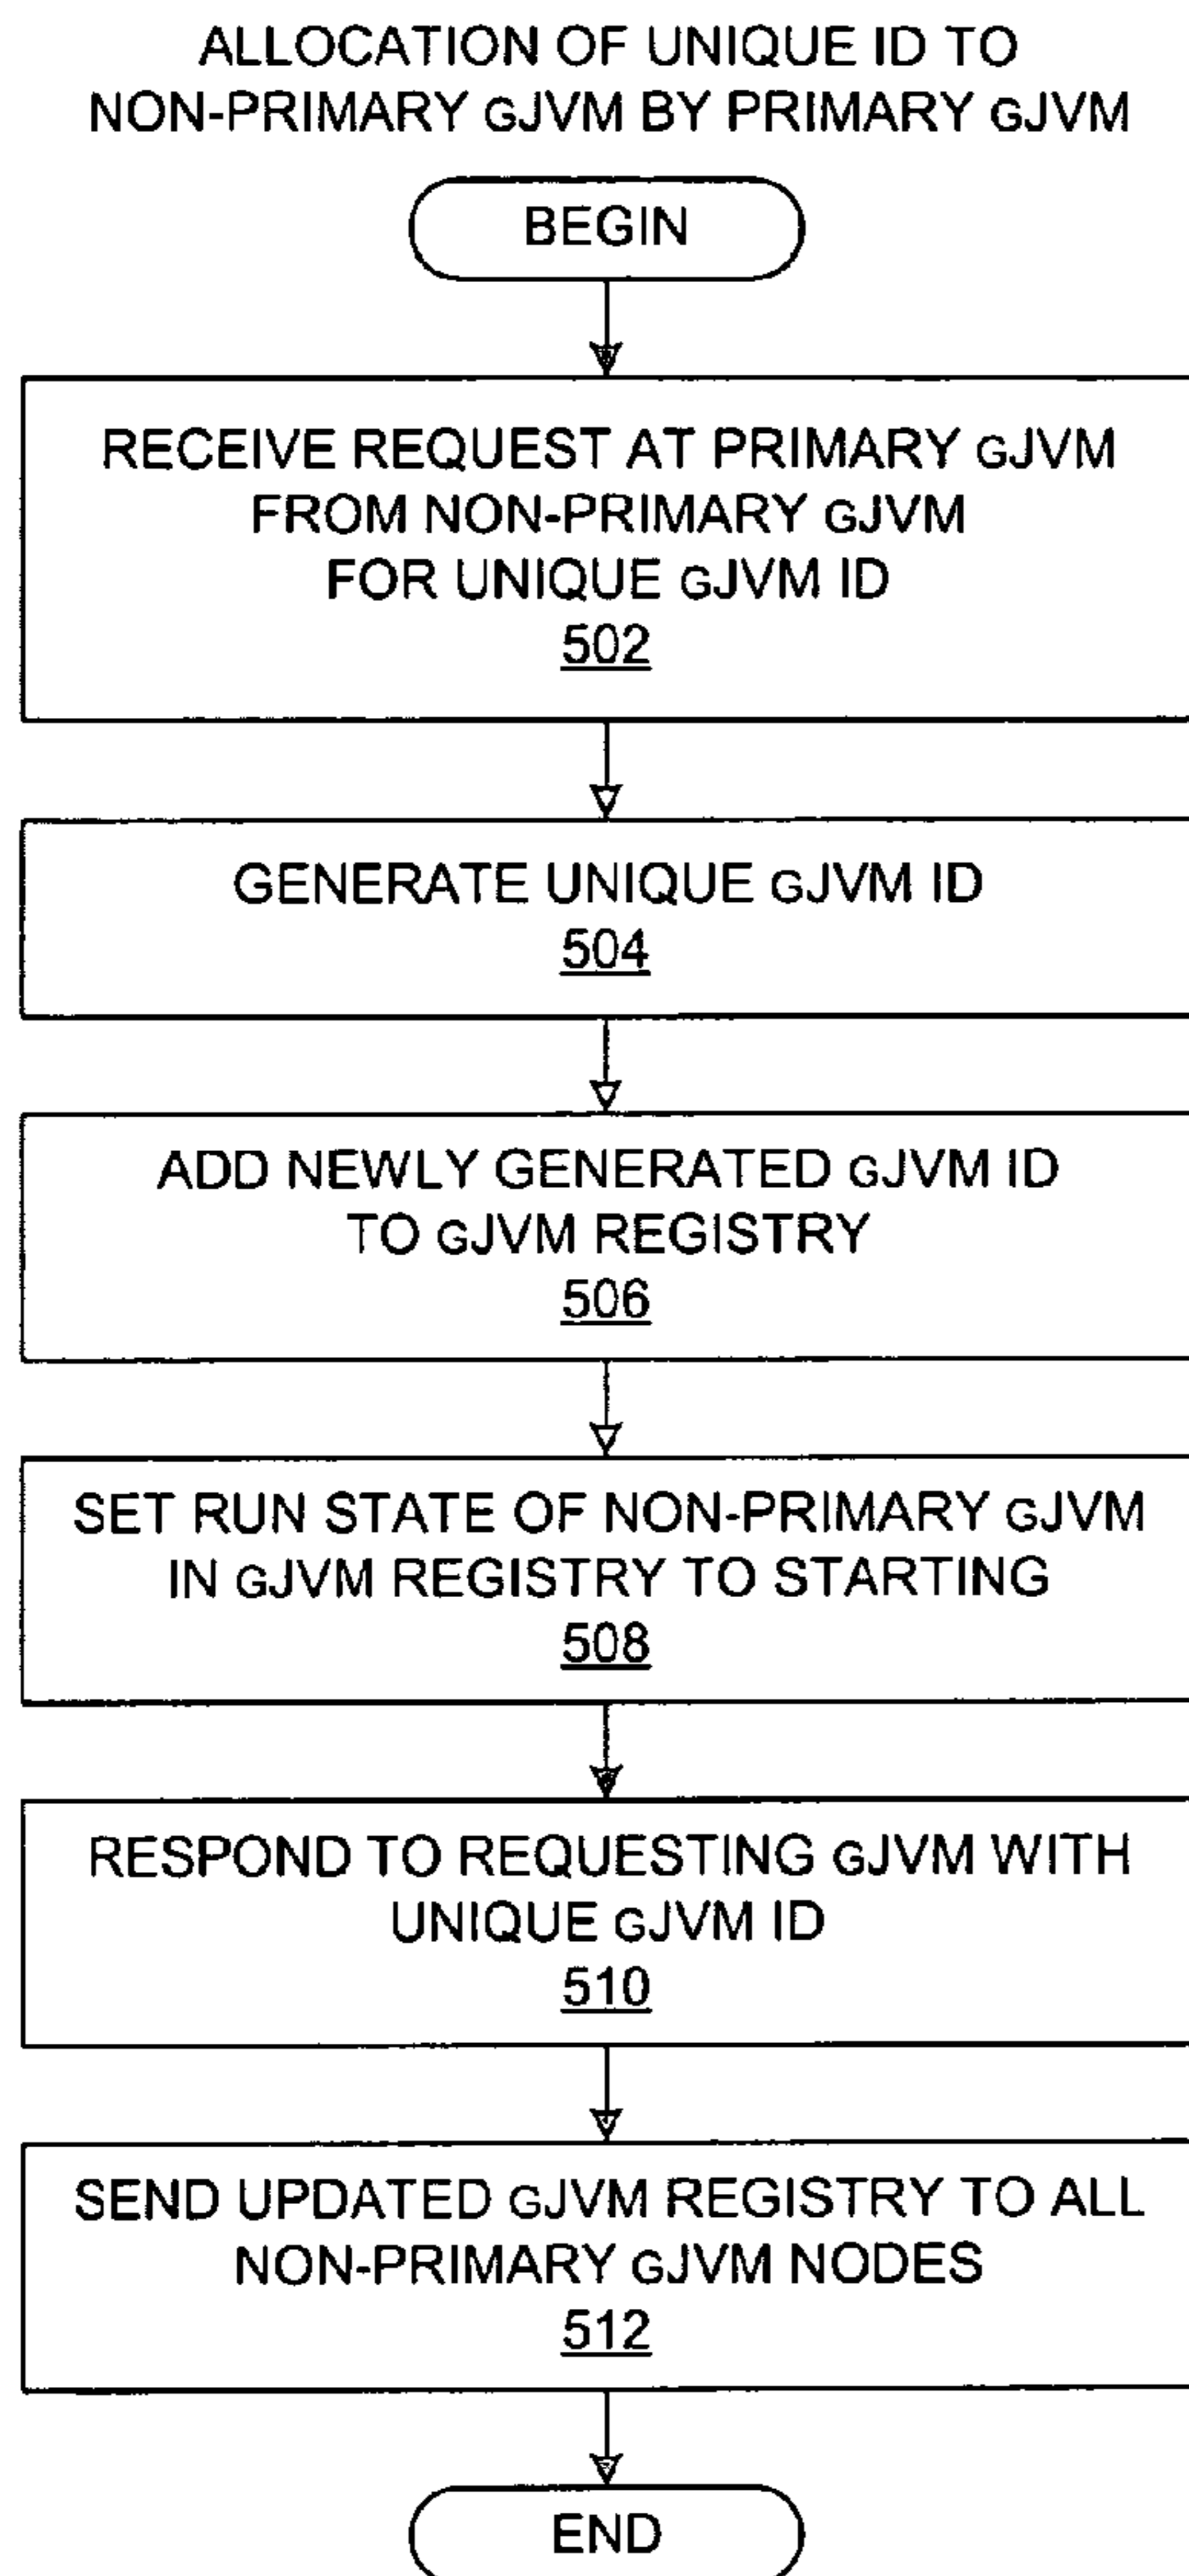 ALLOCATION OF UNIQUE ID TO
NON-PRIMARY GJVM BY PRIMARY GJVM
BEGIN
RECEIVE REQUEST AT PRIMARY GJVM
FROM NON-PRIMARY GJVM
FOR UNIQUE GJVM ID
502
GENERATE UNIQUE GJVM ID
504
ADD NEWLY GENERATED GJVM ID
TO GJVM REGISTRY
506
SET RUN STATE OF NON-PRIMARY GJVM
IN GJVM REGISTRY TO STARTING
508
RESPOND TO REQUESTING GJVM WITH
UNIQUE GJVM ID
510
SEND UPDATED GJVM REGISTRY TO ALL
NON-PRIMARY GJVM NODES
512
END